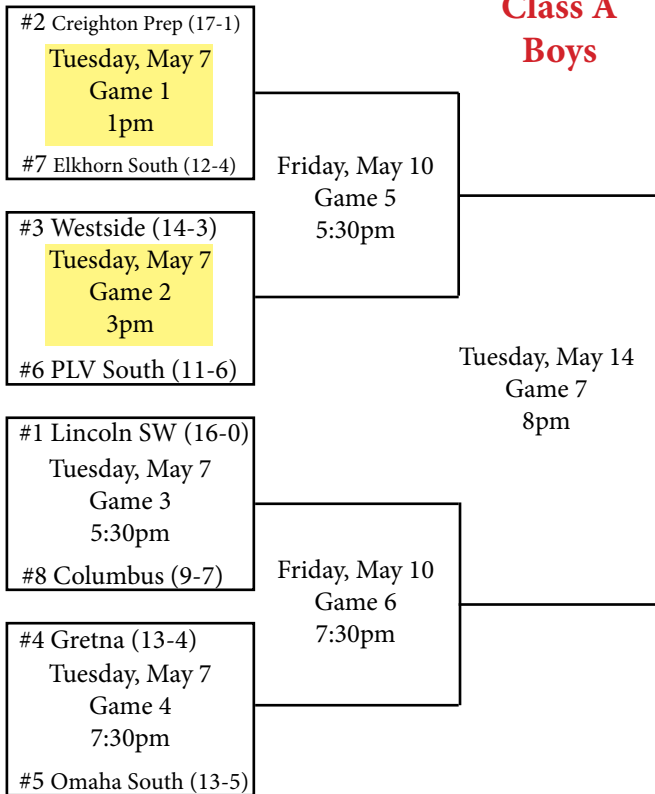 Class A
Boys
#2 Creighton Prep (17-1)
Tuesday, May 7
Game 1
1pm
#7 Elkhorn South (12-4)
Friday, May 10
Game 5
5:30pm
#3 Westside (14-3)
Tuesday, May 7
Game 2
3pm
#6 PLV South (11-6)
Tuesday, May 14
Game 7
8pm
#1 Lincoln SW (16-0)
Tuesday, May 7
Game 3
5:30pm
#8 Columbus (9-7)
Friday, May 10
Game 6
7:30pm
#4 Gretna (13-4)
Tuesday, May 7
Game 4
7:30pm
#5 Omaha South (13-5)